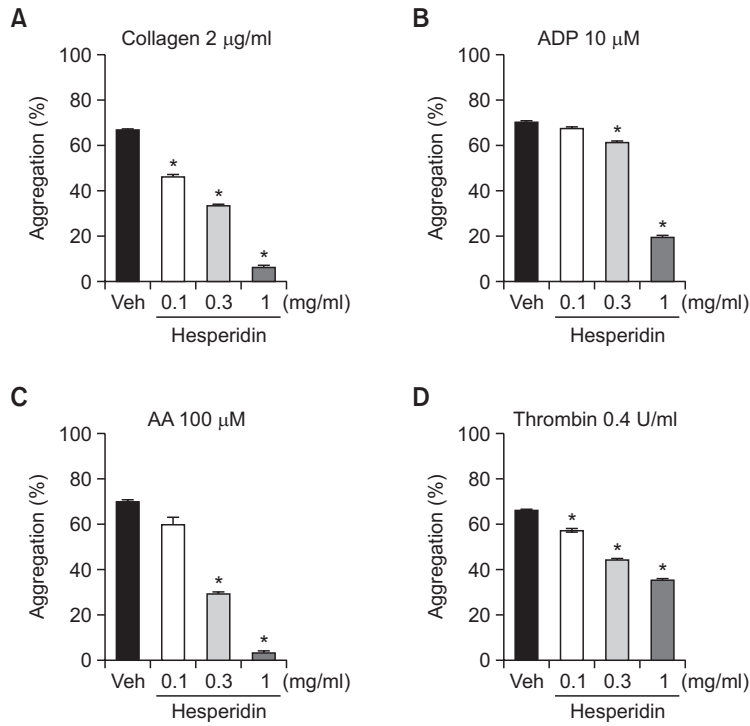 A
Collagen 2 μg/ml
Aggregation (%)
100
80
60
40
20
0
*
*
*
Veh 0.1 0.3 1 (mg/ml)
Hesperidin
B
ADP 10 μM
Aggregation (%)
100
80
60
40
20
0
*
*
Veh 0.1 0.3 1 (mg/ml)
Hesperidin
C
AA 100 μM
Aggregation (%)
100
80
60
40
20
0
*
*
Veh 0.1 0.3 1 (mg/ml)
Hesperidin
D
Thrombin 0.4 U/ml
Aggregation (%)
100
80
60
40
20
0
*
*
*
Veh 0.1 0.3 1 (mg/ml)
Hesperidin